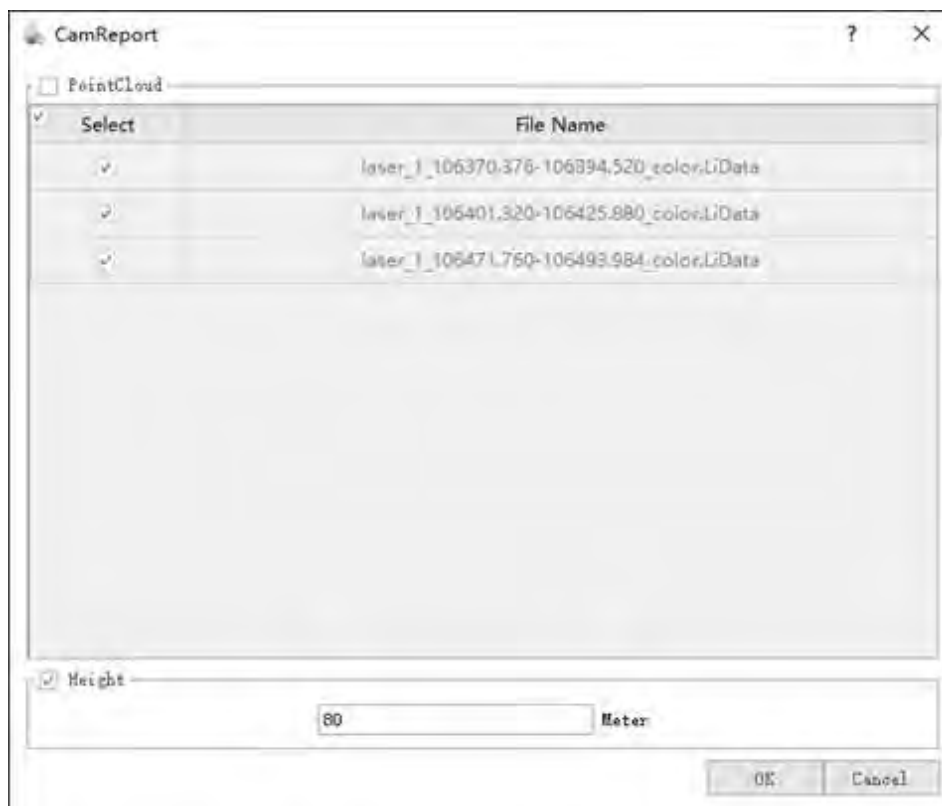 CamReport ? ×
PointCloud
Select File Name
laser_1_106370.376-106394.520_color.LiData
laser_1_106401.320-106425.880_color.LiData
laser_1_106471.760-106493.984_color.LiData
Height
80 Meter
OK Cancel